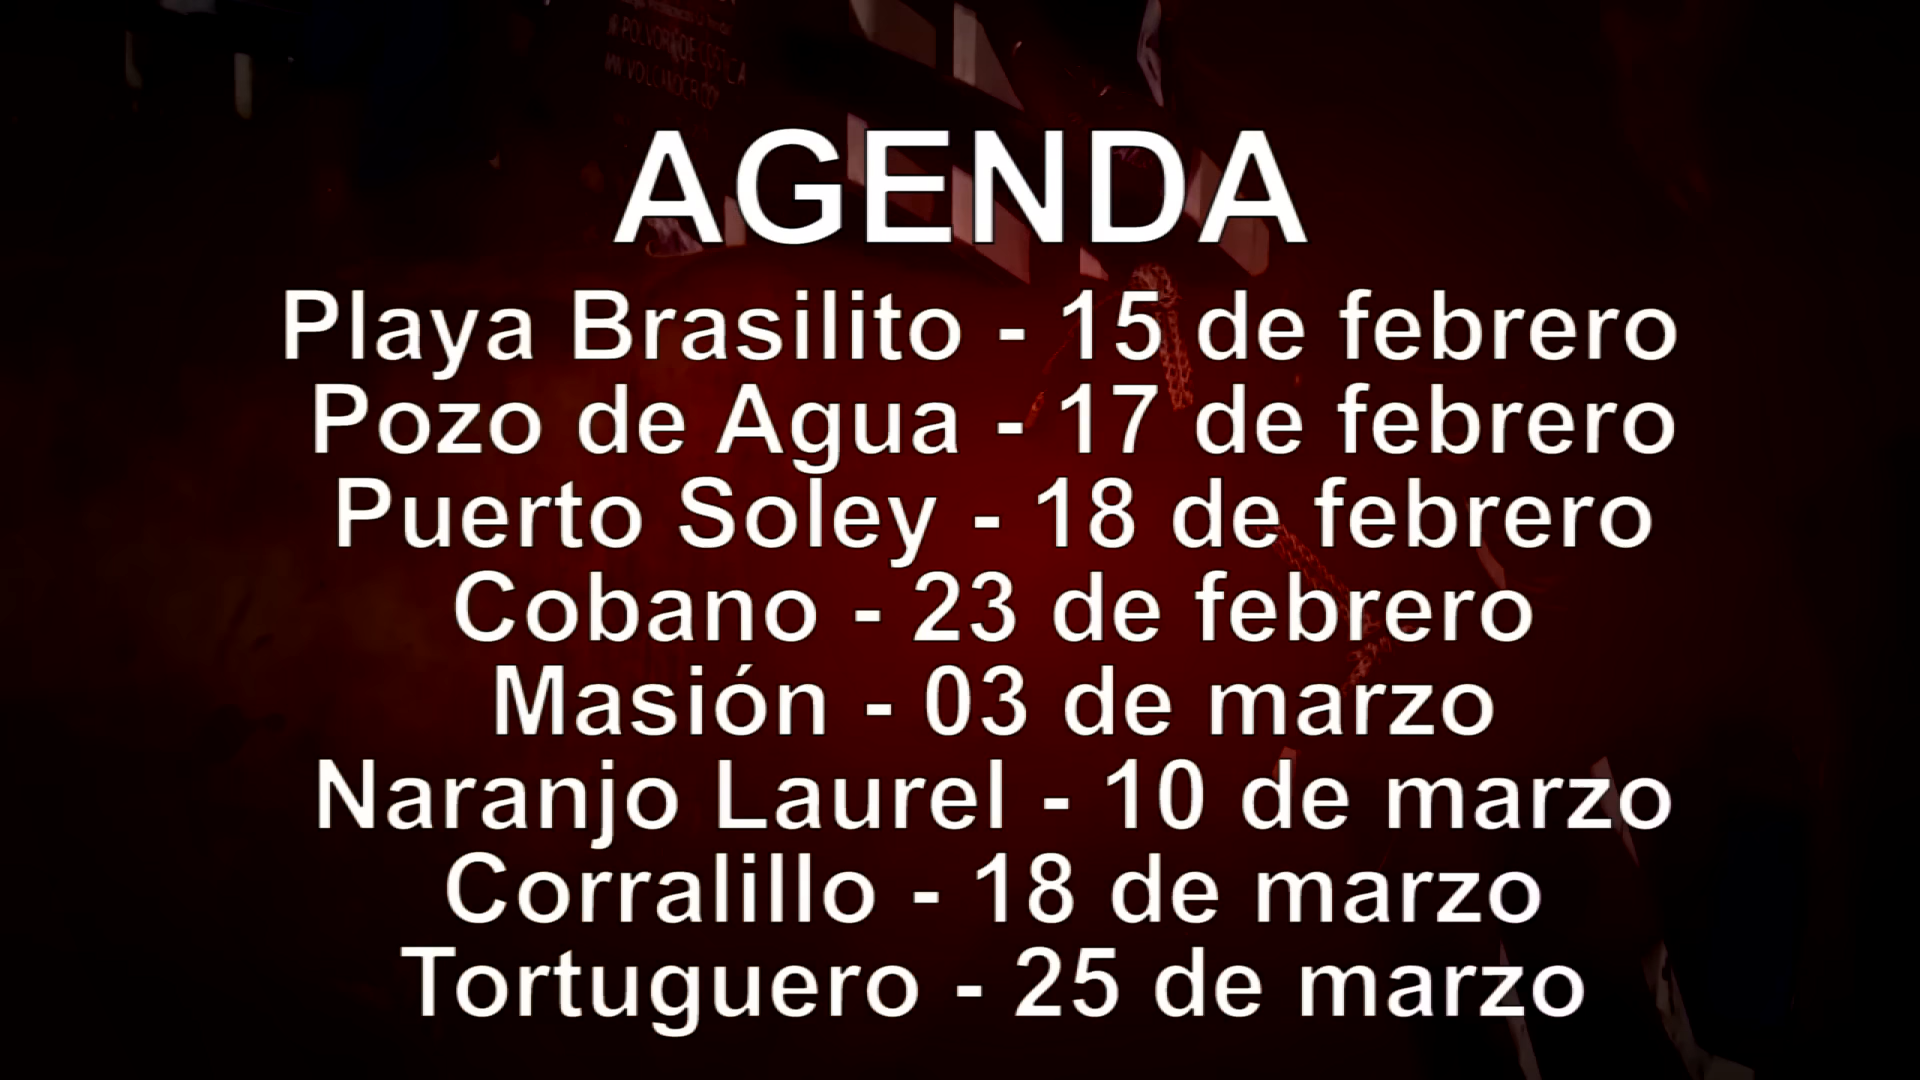 AGENDA
Playa Brasilito - 15 de febrero
Pozo de Agua - 17 de febrero
Puerto Soley - 18 de febrero
Cobano - 23 de febrero
Masión - 03 de marzo
Naranjo Laurel - 10 de marzo
Corralillo - 18 de marzo
Tortuguero - 25 de marzo